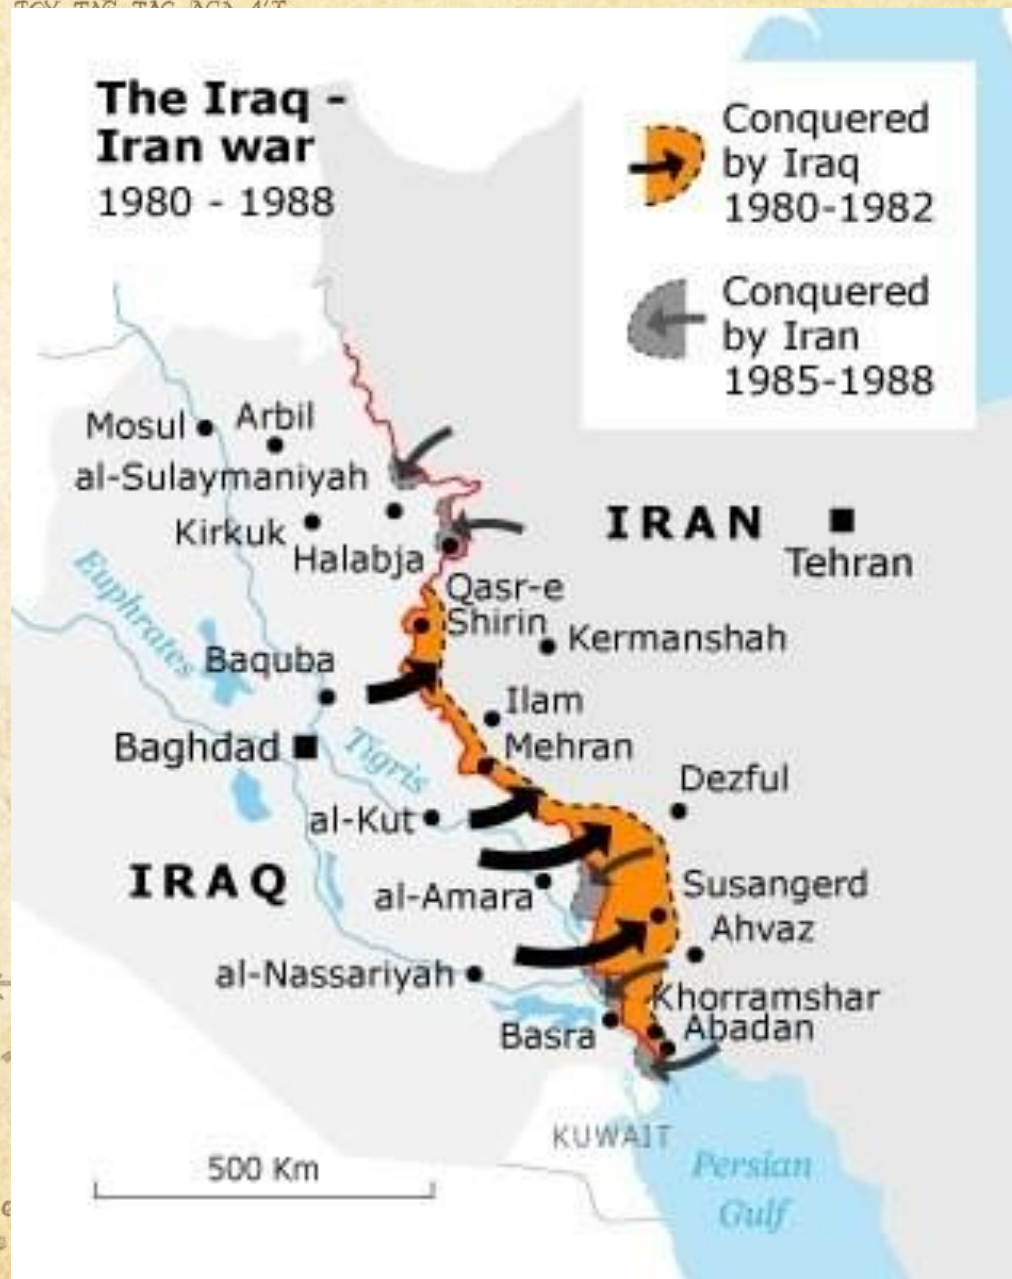 The Iraq -
Iran war
1980 - 1988
Conquered
by Iraq
1980-1982
Conquered
by Iran
1985-1988
Mosul
Arbil
al-Sulaymaniyah
Kirkuk
Halabja
IRAN
Tehran
Euphrates
Qasr-e
Shirin
Kermanshah
Baquba
Ilam
Baghdad
Tigris
Mehran
Dezful
al-Kut
IRAQ
al-Amara
Susangerd
Ahvaz
al-Nassariyah
Khorramshar
Basra
Abadan
KUWAIT
500 Km
Persian
Gulf